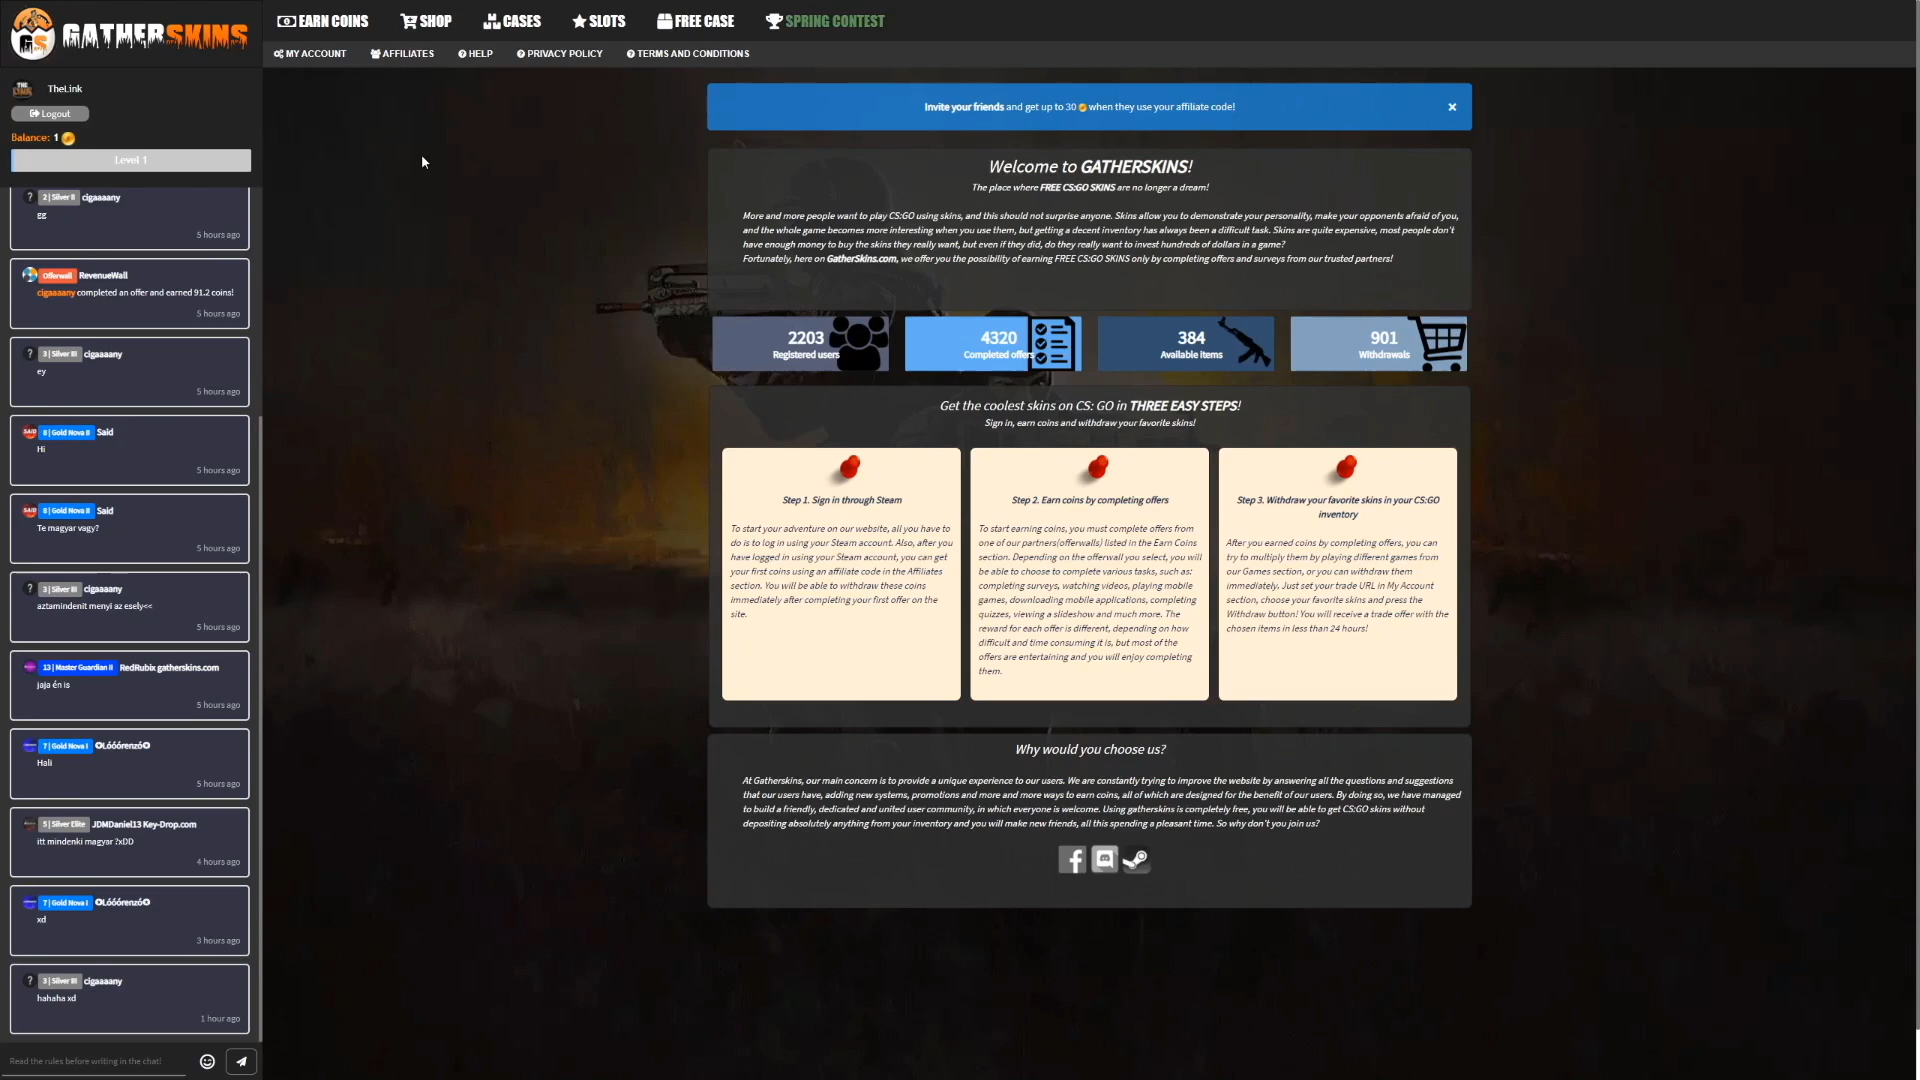 GATHERSKINS
EARN COINS
SHOP
CASES
SLOTS
FREE CASE
SPRING CONTEST
MY ACCOUNT
AFFILIATES
HELP
PRIVACY POLICY
TERMS AND CONDITIONS
TheLink
Logout
Balance: 1
Level 1
? 2 | Silver II cigaaaany
gg
5 hours ago
Offerwall RevenueWall
cigaaaany completed an offer and earned 91.2 coins!
5 hours ago
? 3 | Silver III cigaaaany
ey
5 hours ago
SAID 8 | Gold Nova II Said
Hi
5 hours ago
SAID 8 | Gold Nova II Said
Te magyar vagy?
5 hours ago
? 3 | Silver III cigaaaany
aztamindenit menyi az esely<<
5 hours ago
13 | Master Guardian II RedRubix gatherskins.com
jaja én is
5 hours ago
7 | Gold Nova I ✪Lóóórenzó✪
Hali
5 hours ago
5 | Silver Elite JDMDaniel13 Key-Drop.com
itt mindenki magyar ?xDD
4 hours ago
7 | Gold Nova I ✪Lóóórenzó✪
xd
3 hours ago
? 3 | Silver III cigaaaany
hahaha xd
1 hour ago
Read the rules before writing in the chat!
Invite your friends and get up to 30 when they use your affiliate code!
×
Welcome to GATHERSKINS!
The place where FREE CS:GO SKINS are no longer a dream!
More and more people want to play CS:GO using skins, and this should not surprise anyone. Skins allow you to demonstrate your personality, make your opponents afraid of you,
and the whole game becomes more interesting when you use them, but getting a decent inventory has always been a difficult task. Skins are quite expensive, most people don't
have enough money to buy the skins they really want, but even if they did, do they really want to invest hundreds of dollars in a game?
Fortunately, here on GatherSkins.com, we offer you the possibility of earning FREE CS:GO SKINS only by completing offers and surveys from our trusted partners!
2203
Registered users
4320
Completed offers
384
Available items
901
Withdrawals
Get the coolest skins on CS: GO in THREE EASY STEPS!
Sign in, earn coins and withdraw your favorite skins!
Step 1. Sign in through Steam
To start your adventure on our website, all you have to
do is to log in using your Steam account. Also, after you
have logged in using your Steam account, you can get
your first coins using an affiliate code in the Affiliates
section. You will be able to withdraw these coins
immediately after completing your first offer on the
site.
Step 2. Earn coins by completing offers
To start earning coins, you must complete offers from
one of our partners(offerwalls) listed in the Earn Coins
section. Depending on the offerwall you select, you will
be able to choose to complete various tasks, such as:
completing surveys, watching videos, playing mobile
games, downloading mobile applications, completing
quizzes, viewing a slideshow and much more. The
reward for each offer is different, depending on how
difficult and time consuming it is, but most of the
offers are entertaining and you will enjoy completing
them.
Step 3. Withdraw your favorite skins in your CS:GO
inventory
After you earned coins by completing offers, you can
try to multiply them by playing different games from
our Games section, or you can withdraw them
immediately. Just set your trade URL in My Account
section, choose your favorite skins and press the
Withdraw button! You will receive a trade offer with the
chosen items in less than 24 hours!
Why would you choose us?
At Gatherskins, our main concern is to provide a unique experience to our users. We are constantly trying to improve the website by answering all the questions and suggestions
that our users have, adding new systems, promotions and more and more ways to earn coins, all of which are designed for the benefit of our users. By doing so, we have managed
to build a friendly, dedicated and united user community, in which everyone is welcome. Using gatherskins is completely free, you will be able to get CS:GO skins without
depositing absolutely anything from your inventory and you will make new friends, all this spending a pleasant time. So why don't you join us?